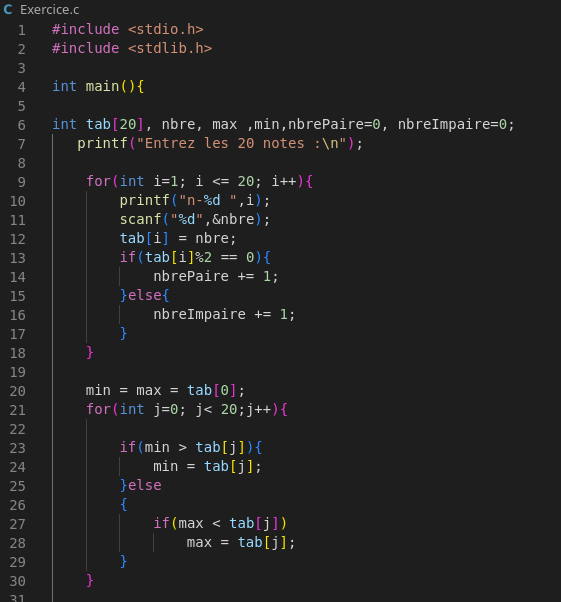 C Exercice.c
1 #include <stdio.h>
2 #include <stdlib.h>
3
4 int main(){
5
6 int tab[20], nbre, max ,min,nbrePaire=0, nbreImpaire=0;
7 printf("Entrez les 20 notes :\n");
8
9 for(int i=1; i <= 20; i++){
10 printf("n-%d ",i);
11 scanf("%d",&nbre);
12 tab[i] = nbre;
13 if(tab[i]%2 == 0){
14 nbrePaire += 1;
15 }else{
16 nbreImpaire += 1;
17 }
18 }
19
20 min = max = tab[0];
21 for(int j=0; j< 20;j++){
22
23 if(min > tab[j]){
24 min = tab[j];
25 }else
26 {
27 if(max < tab[j])
28 max = tab[j];
29 }
30 }
31